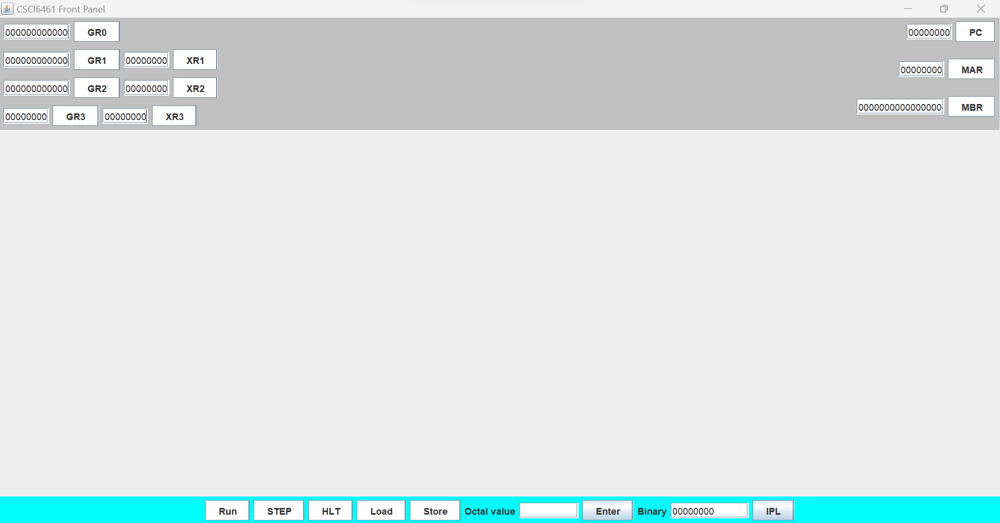 CSCI6461 Front Panel
000000000000 GR0 00000000 PC
000000000000 GR1 00000000 XR1
00000000 MAR
000000000000 GR2 00000000 XR2
0000000000000000 MBR
00000000 GR3 00000000 XR3
Run STEP HLT Load Store Octal value Enter Binary 00000000 IPL